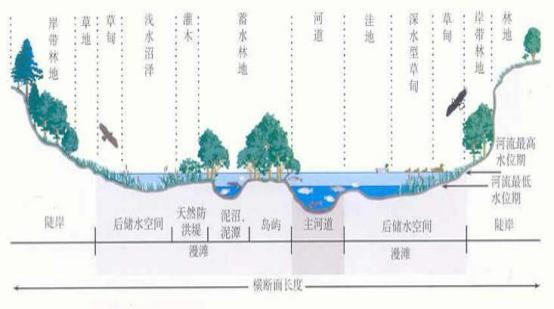 岸带林地
草地
草甸
浅水沼泽
灌木
蓄水林地
河道
洼地
深水型草甸
草甸
岸带林地
林地
河流最高
水位期
河流最低
水位期
陡岸
后储水空间
天然防
洪堤
泥沼、
泥潭
岛屿
主河道
后储水空间
陡岸
漫滩
漫滩
横断面长度